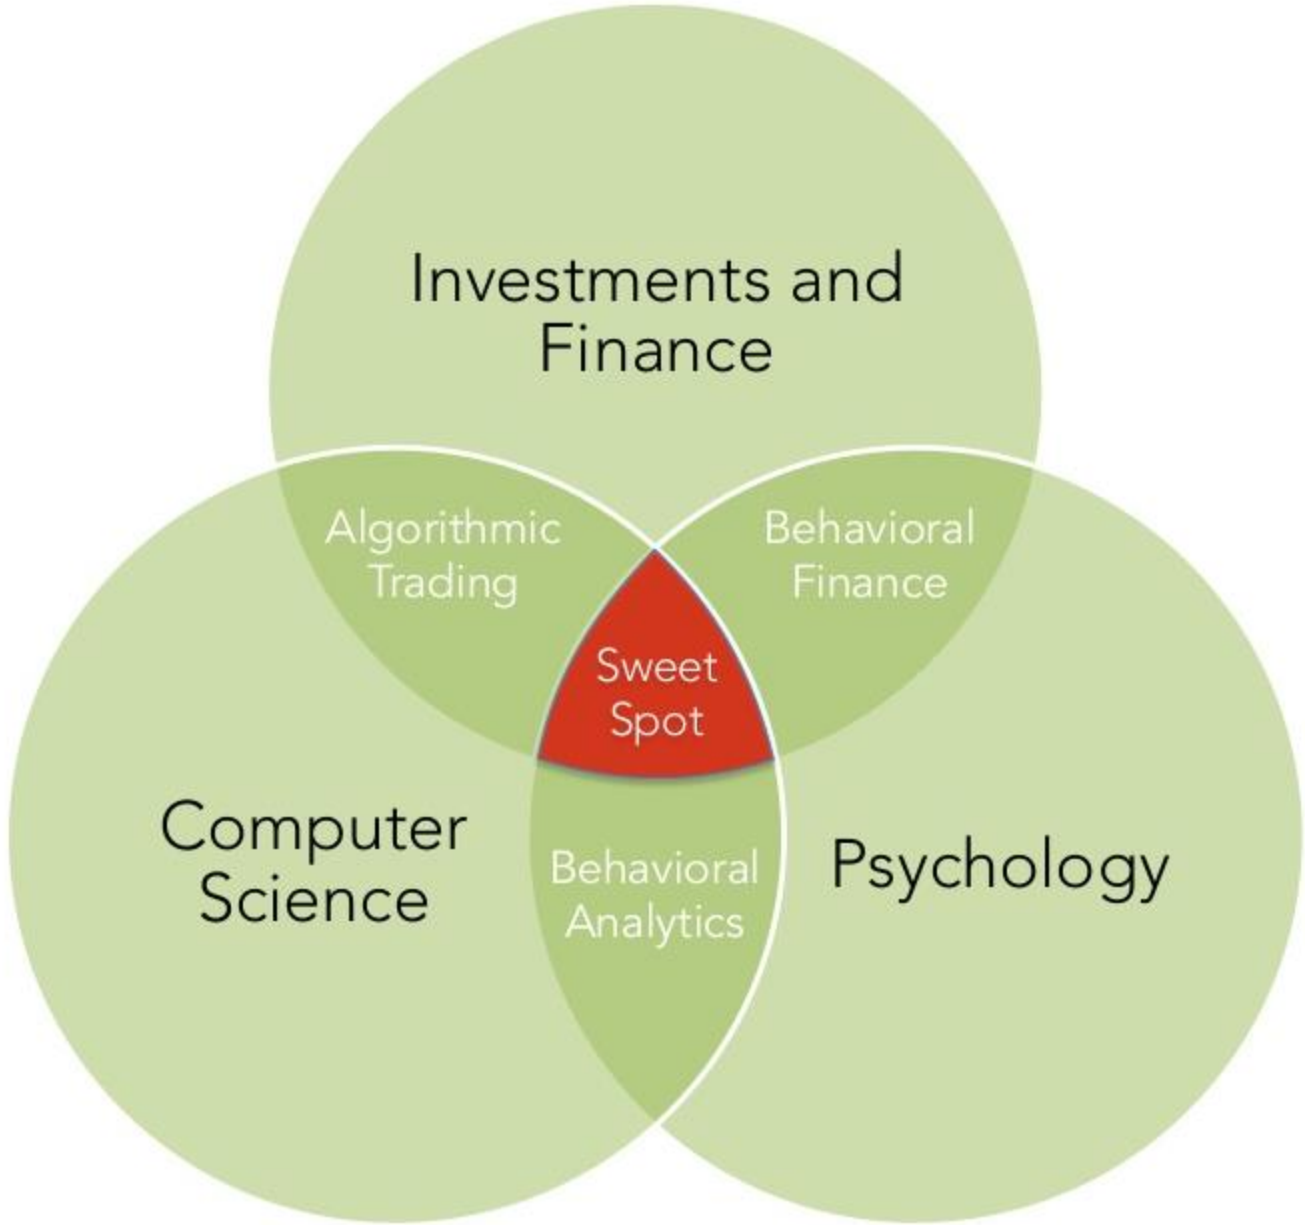 Investments and
Finance
Algorithmic
Trading
Behavioral
Finance
Sweet
Spot
Computer
Science
Behavioral
Analytics
Psychology